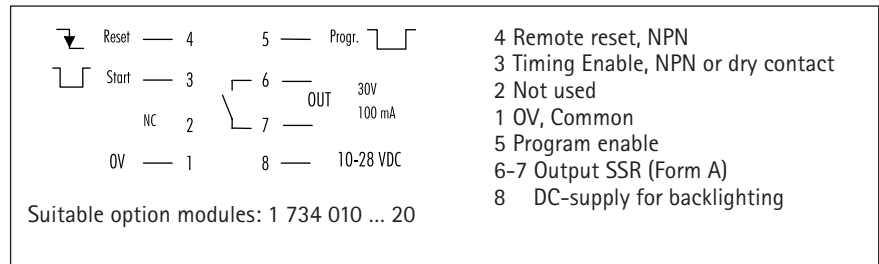 Reset 4 5 Progr.
Start 3 6
OUT 30V
100 mA
NC 2 7
0V 1 8 10-28 VDC
Suitable option modules: 1 734 010 ... 20
4 Remote reset, NPN
3 Timing Enable, NPN or dry contact
2 Not used
1 OV, Common
5 Program enable
6-7 Output SSR (Form A)
8 DC-supply for backlighting